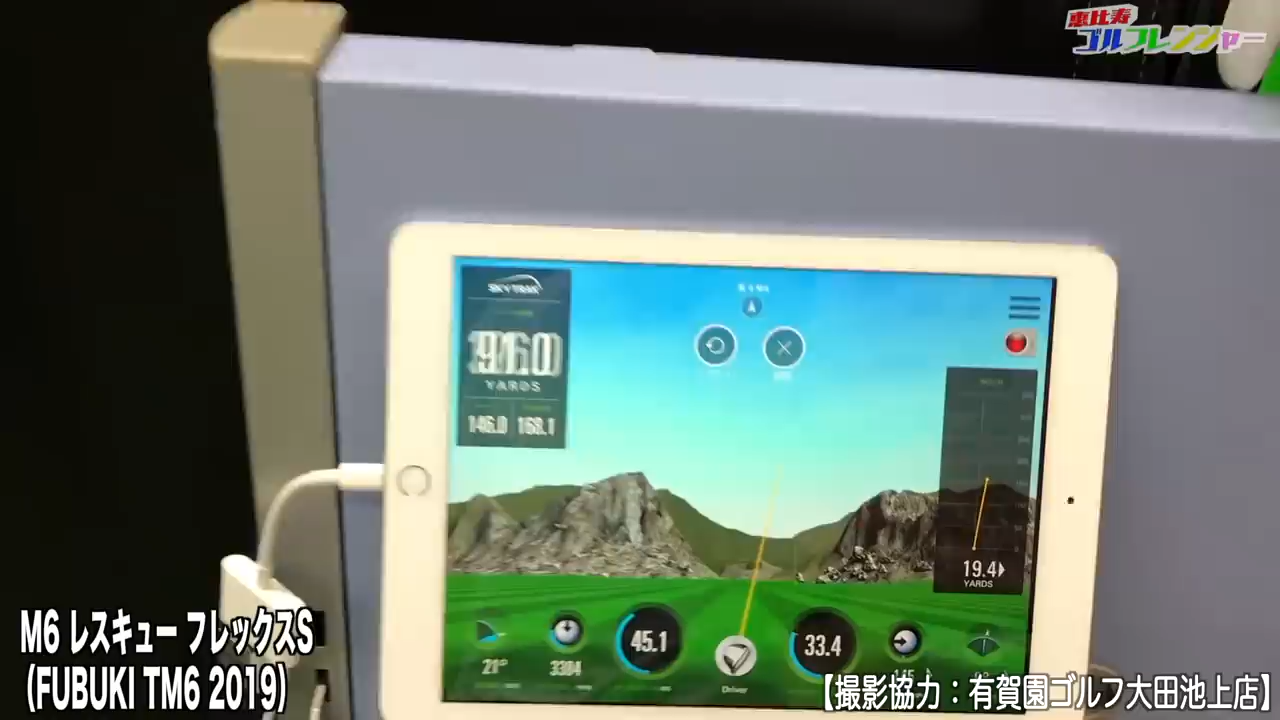 恵比寿
ゴルフレンジャー
SKYTRAK
YARDS
146.0 168.1
19.4
YARDS
21°
3304
45.1
33.4
Driver
M6 レスキュー フレックスS
(FUBUKI TM6 2019)
【撮影協力：有賀園ゴルフ大田池上店】